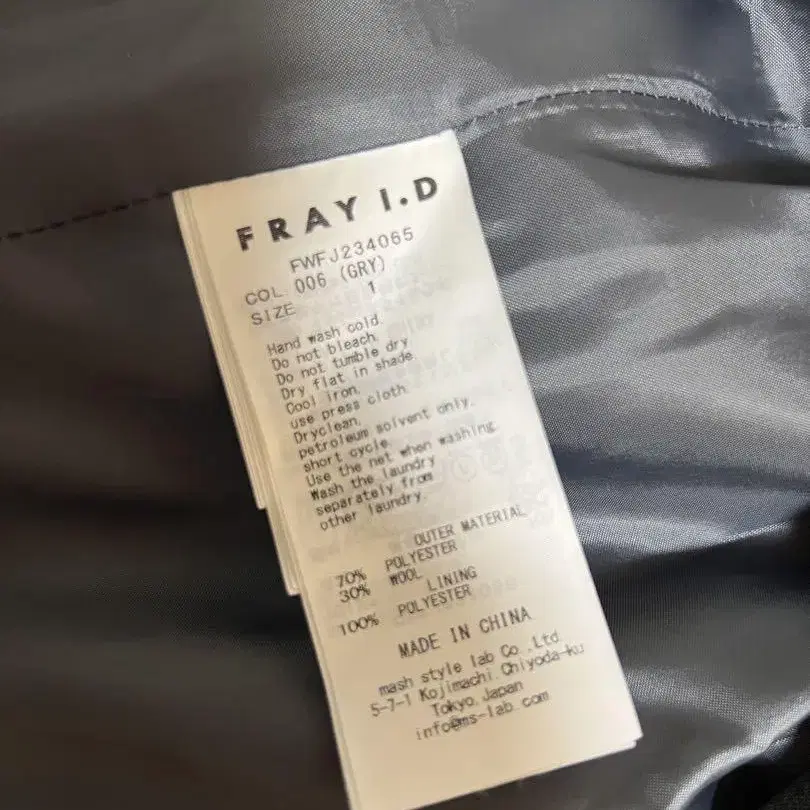 FRAY I.D
FWFJ234065
COL. 006 (GRY)
SIZE 1
Hand wash cold.
Do not bleach.
Do not tumble dry
Dry flat in shade.
Cool iron.
use press cloth.
Dryclean.
petroleum solvent only.
short cycle.
Use the net when washing.
Wash the laundry
separately from
other laundry.
OUTER MATERIAL
70% POLYESTER
30% WOOL
LINING
100% POLYESTER
MADE IN CHINA
mash style lab Co.,Ltd.
5-7-1 Kojimachi.Chiyoda-ku
Tokyo.Japan
info@ms-lab.com